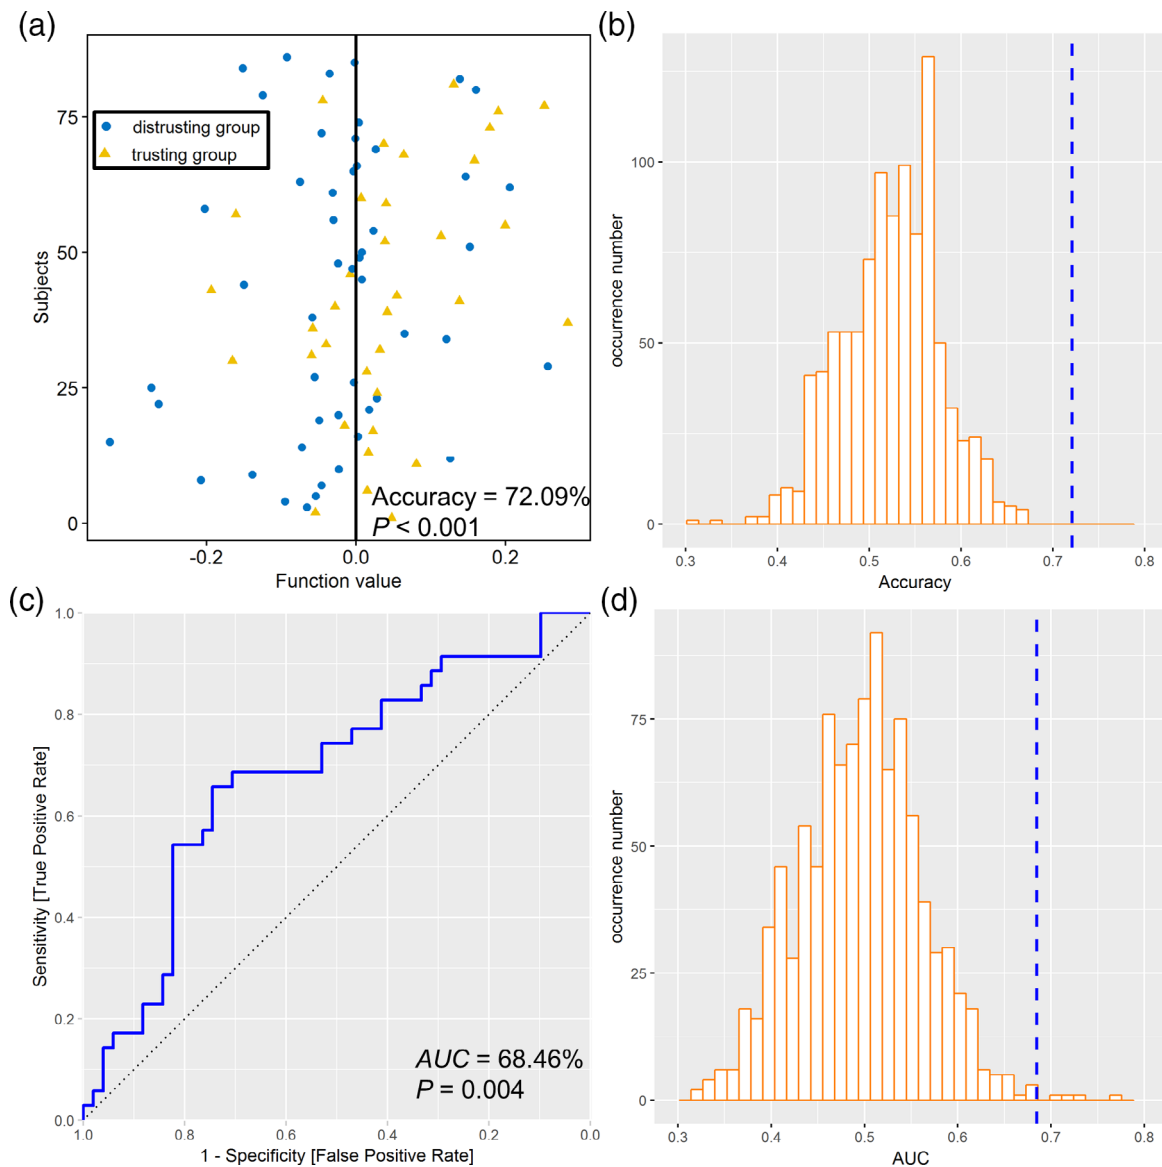 (a)
distrusting group
trusting group
75
50
25
0
Subjects
-0.2
0.0
0.2
Function value
Accuracy = 72.09%
P < 0.001
(b)
100
50
0
occurrence number
0.3
0.4
0.5
0.6
0.7
0.8
Accuracy
(c)
1.0
0.8
0.6
0.4
0.2
0.0
Sensitivity [True Positive Rate]
1.0
0.8
0.6
0.4
0.2
0.0
1 - Specificity [False Positive Rate]
AUC = 68.46%
P = 0.004
(d)
75
50
25
0
occurrence number
0.3
0.4
0.5
0.6
0.7
0.8
AUC